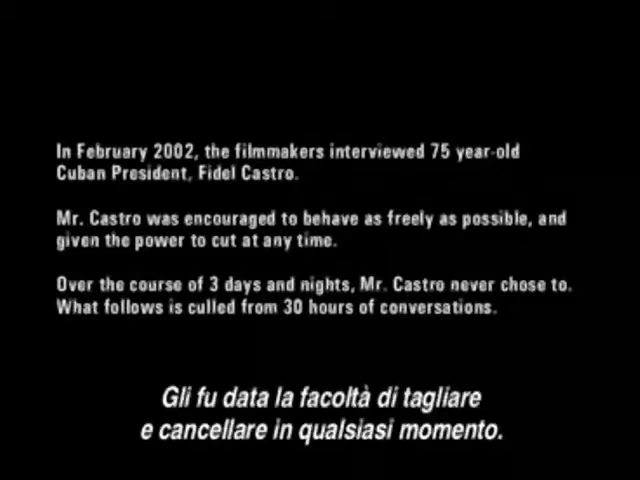 In February 2002, the filmmakers interviewed 75 year-old
Cuban President, Fidel Castro.
Mr. Castro was encouraged to behave as freely as possible, and
given the power to cut at any time.
Over the course of 3 days and nights, Mr. Castro never chose to.
What follows is culled from 30 hours of conversations.
Gli fu data la facoltà di tagliare
e cancellare in qualsiasi momento.